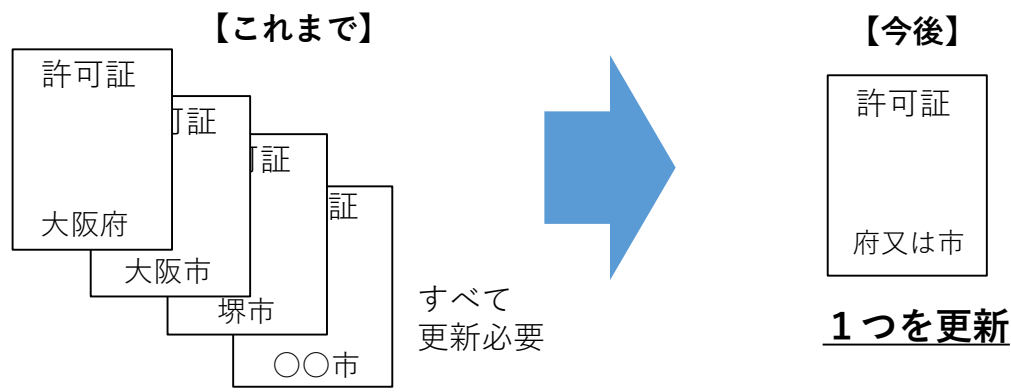 【これまで】
許可証
大阪府
可証
大阪市
可証
堺市
証
○○市
すべて
更新必要
【今後】
許可証
府又は市
１つを更新